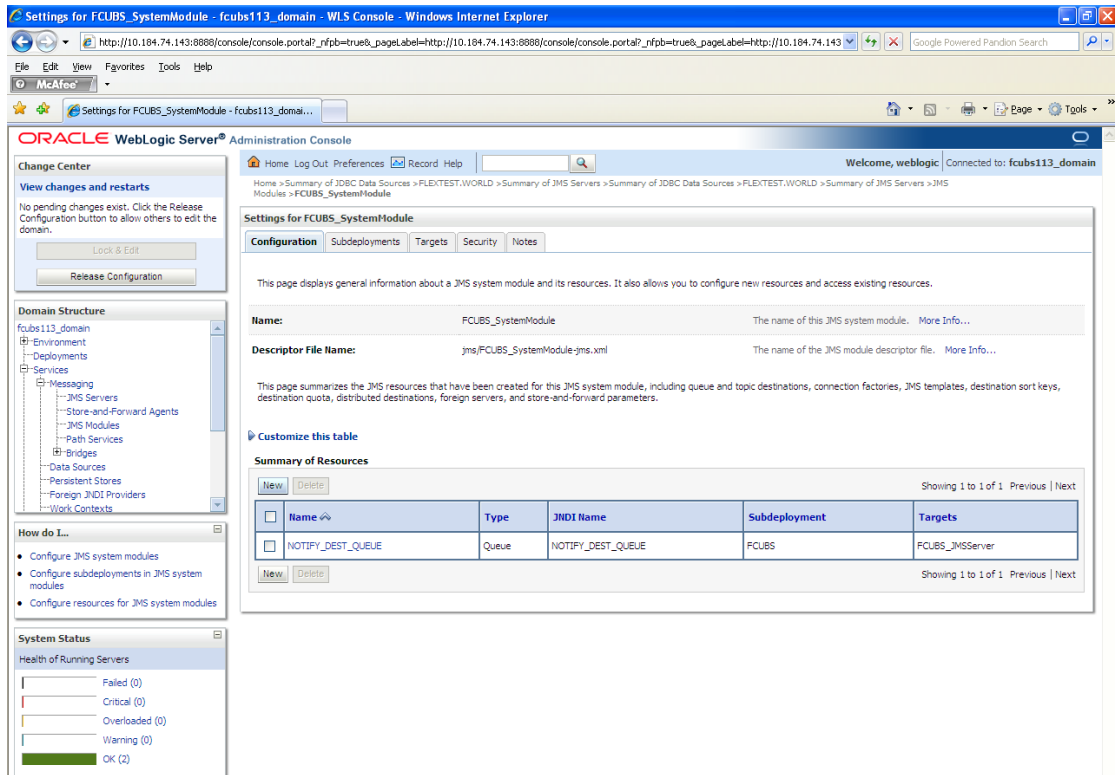 Settings for FCUBS_SystemModule - fcubs113_domain - WLS Console - Windows Internet Explorer
http://10.184.74.143:8888/console/console.portal?_nfpb=true&_pageLabel=http://10.184.74.143:8888/console/console.portal?_nfpb=true&_pageLabel=http://10.184.74.143
Google Powered Pandion Search
File Edit View Favorites Tools Help
McAfee
Settings for FCUBS_SystemModule - fcubs113_domai...
Page Tools »
ORACLE WebLogic Server® Administration Console
Change Center
View changes and restarts
No pending changes exist. Click the Release
Configuration button to allow others to edit the
domain.
Lock & Edit
Release Configuration
Domain Structure
fcubs113_domain
Environment
Deployments
Services
Messaging
JMS Servers
Store-and-Forward Agents
JMS Modules
Path Services
Bridges
Data Sources
Persistent Stores
Foreign JNDI Providers
Work Contexts
How do I...
Configure JMS system modules
Configure subdeployments in JMS system
modules
Configure resources for JMS system modules
System Status
Health of Running Servers
Failed (0)
Critical (0)
Overloaded (0)
Warning (0)
OK (2)
Home Log Out Preferences Record Help
Welcome, weblogic Connected to: fcubs113_domain
Home >Summary of JDBC Data Sources >FLEXTEST.WORLD >Summary of JMS Servers >Summary of JDBC Data Sources >FLEXTEST.WORLD >Summary of JMS Servers >JMS
Modules >FCUBS_SystemModule
Settings for FCUBS_SystemModule
Configuration Subdeployments Targets Security Notes
This page displays general information about a JMS system module and its resources. It also allows you to configure new resources and access existing resources.
Name: FCUBS_SystemModule The name of this JMS system module. More Info...
Descriptor File Name: jms/FCUBS_SystemModule-jms.xml The name of the JMS module descriptor file. More Info...
This page summarizes the JMS resources that have been created for this JMS system module, including queue and topic destinations, connection factories, JMS templates, destination sort keys,
destination quota, distributed destinations, foreign servers, and store-and-forward parameters.
Customize this table
Summary of Resources
New Delete Showing 1 to 1 of 1 Previous | Next
Name Type JNDI Name Subdeployment Targets
NOTIFY_DEST_QUEUE Queue NOTIFY_DEST_QUEUE FCUBS FCUBS_JMSServer
New Delete Showing 1 to 1 of 1 Previous | Next